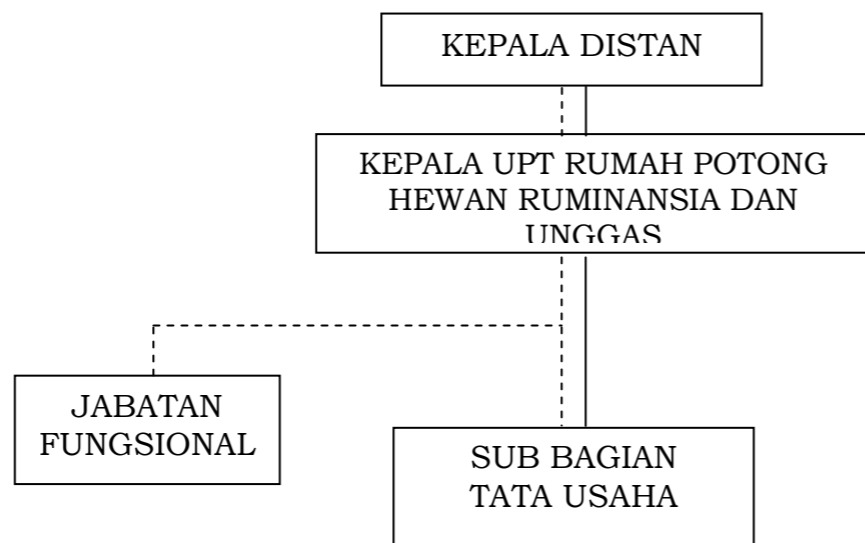 KEPALA DISTAN
KEPALA UPT RUMAH POTONG
HEWAN RUMINANSIA DAN
UNGGAS
JABATAN
FUNGSIONAL
SUB BAGIAN
TATA USAHA